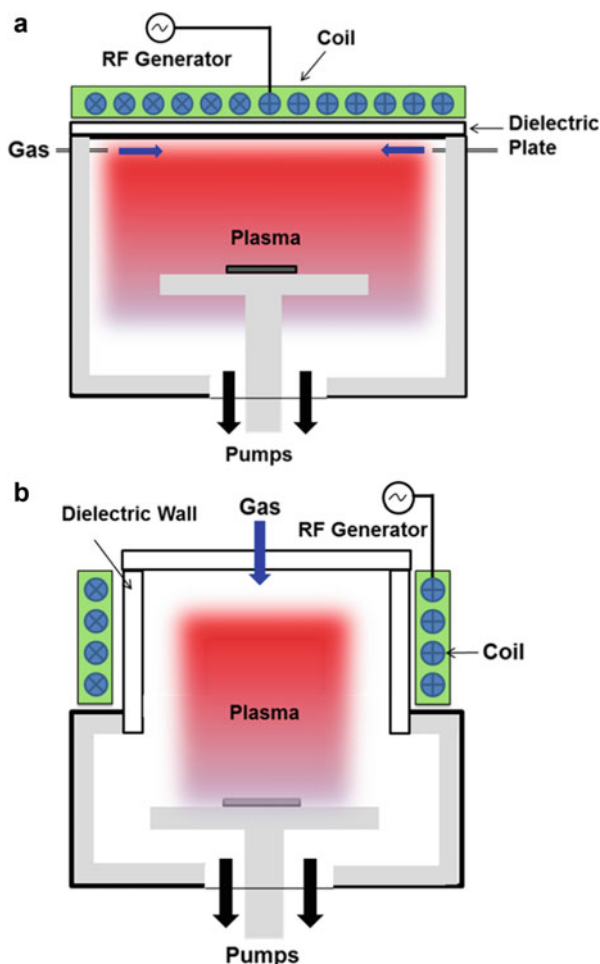 a
RF Generator
Coil
Gas
Dielectric
Plate
Plasma
Pumps
b
Dielectric Wall
Gas
RF Generator
Coil
Plasma
Pumps